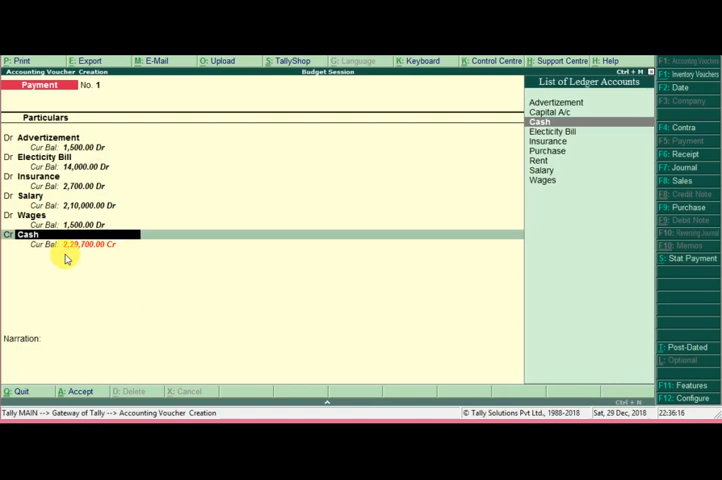 P: Print E: Export M: E-Mail O: Upload S: TallyShop G: Language K: Keyboard K: Control Centre H: Support Centre H: Help
Accounting Voucher Creation Budget Session Ctrl + M
Payment No. 1
Particulars
Dr Advertizement
Cur Bal: 1,500.00 Dr
Dr Electicity Bill
Cur Bal: 14,000.00 Dr
Dr Insurance
Cur Bal: 2,700.00 Dr
Dr Salary
Cur Bal: 2,10,000.00 Dr
Dr Wages
Cur Bal: 1,500.00 Dr
Cr Cash
Cur Bal: 2,29,700.00 Cr
Narration:
List of Ledger Accounts
Advertizement
Capital A/c
Cash
Electicity Bill
Insurance
Purchase
Rent
Salary
Wages
F1: Accounting Vouchers
F1: Inventory Vouchers
F2: Date
F3: Company
F4: Contra
F5: Payment
F6: Receipt
F7: Journal
F8: Sales
F8: Credit Note
F9: Purchase
F9: Debit Note
F10: Reversing Journal
F10: Memos
S: Stat Payment
T: Post-Dated
L: Optional
F11: Features
F12: Configure
Q: Quit A: Accept D: Delete X: Cancel
Ctrl + N
Tally MAIN --> Gateway of Tally --> Accounting Voucher Creation © Tally Solutions Pvt Ltd., 1988-2018 Sat, 29 Dec, 2018 22:36:16